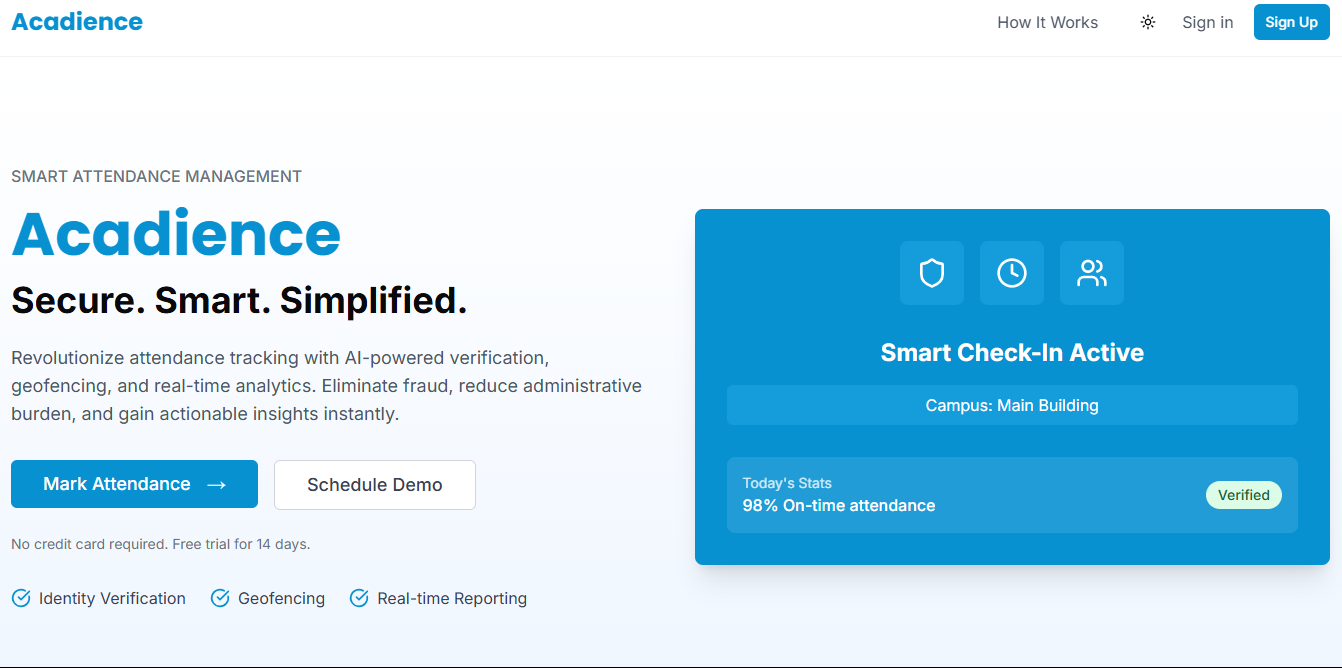 Acadience
How It Works
Sign in
Sign Up
SMART ATTENDANCE MANAGEMENT
Acadience
Secure. Smart. Simplified.
Revolutionize attendance tracking with AI-powered verification,
geofencing, and real-time analytics. Eliminate fraud, reduce administrative
burden, and gain actionable insights instantly.
Mark Attendance →
Schedule Demo
No credit card required. Free trial for 14 days.
Identity Verification
Geofencing
Real-time Reporting
Smart Check-In Active
Campus: Main Building
Today's Stats
98% On-time attendance
Verified